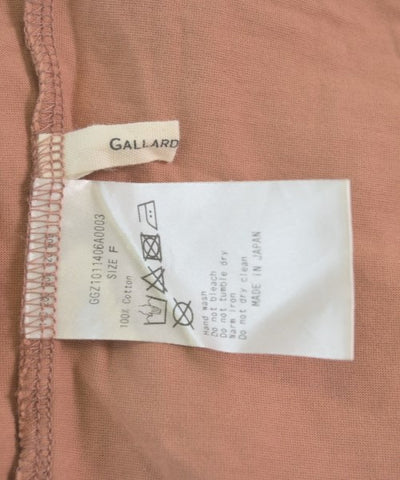 GALLARD
GGZ1011406A0003
SIZE F
100% Cotton
Hand wash
Do not bleach
Do not tumble dry
Warm iron
Do not dry clean
MADE IN JAPAN